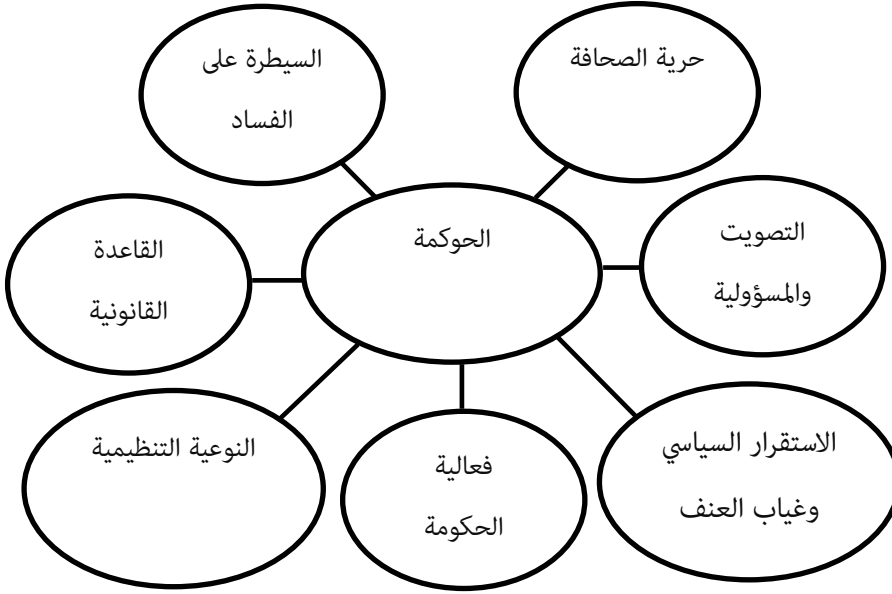 حرية الصحافة
السيطرة على
الفساد
التصويت
والمسؤولية
الحوكمة
القاعدة
القانونية
الاستقرار السياسي
وغياب العنف
فعالية
الحكومة
النوعية التنظيمية